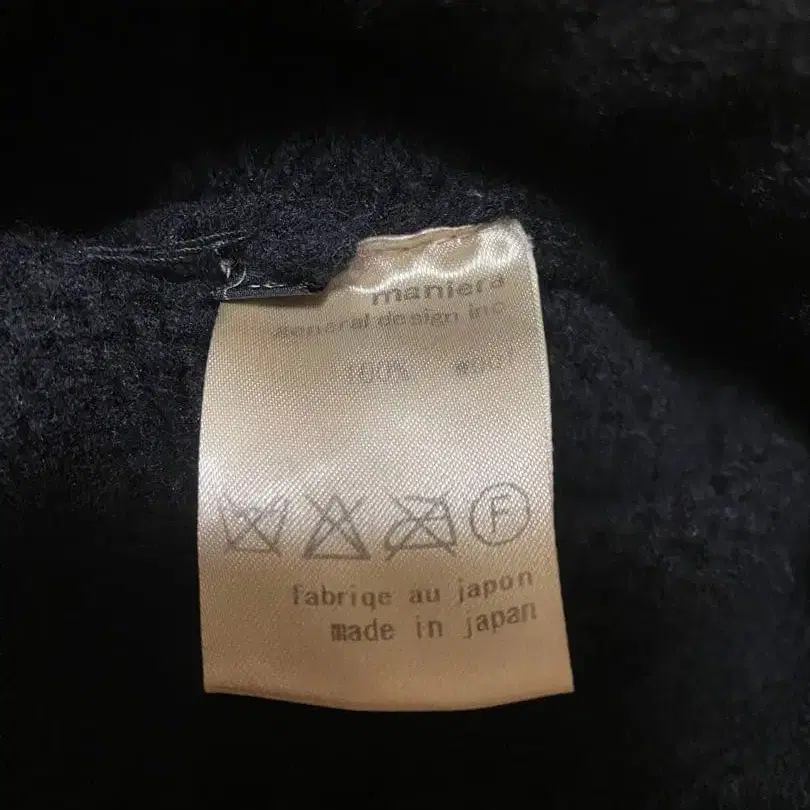 maniera
general design inc
100% wool
F
fabriqe au japon
made in japan